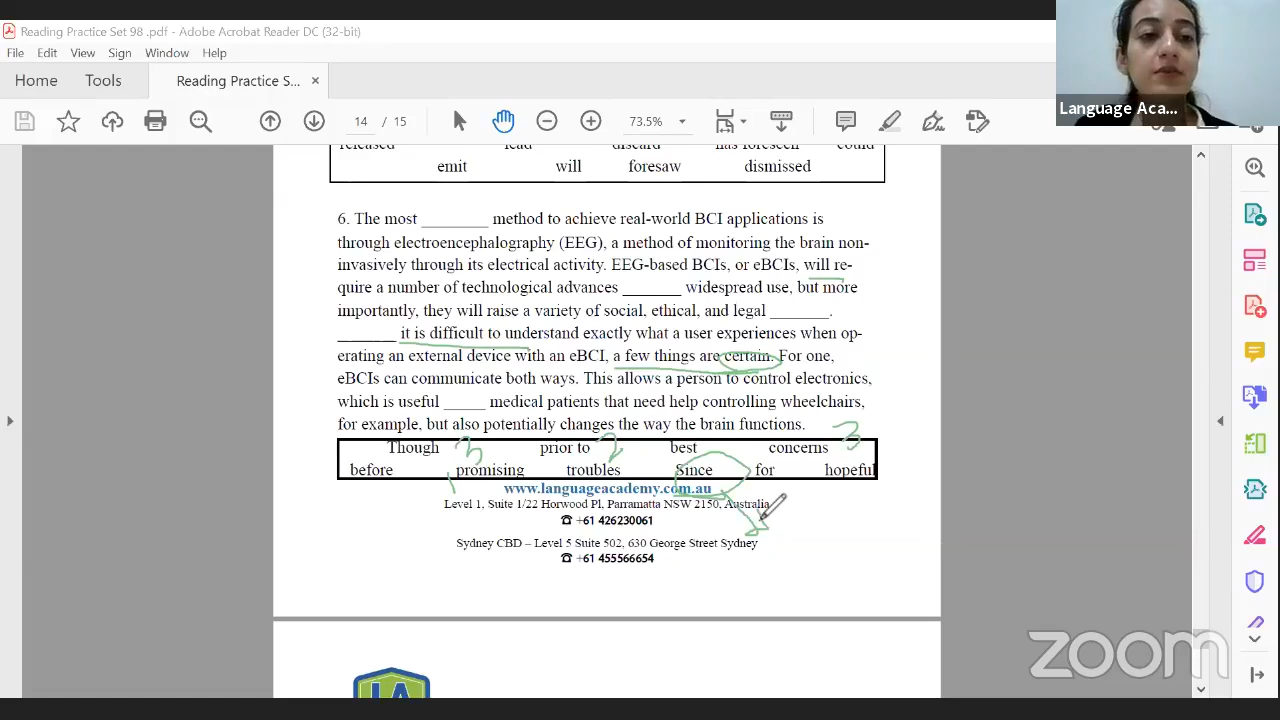 Reading Practice Set 98 .pdf - Adobe Acrobat Reader DC (32-bit)
File Edit View Sign Window Help
Home Tools Reading Practice S... ×
14 / 15 73.5%
Language Aca...
released lead discard has foreseen could
emit will foresaw dismissed
6. The most ________ method to achieve real-world BCI applications is
through electroencephalography (EEG), a method of monitoring the brain non-
invasively through its electrical activity. EEG-based BCIs, or eBCIs, will re-
quire a number of technological advances _______ widespread use, but more
importantly, they will raise a variety of social, ethical, and legal _______.
_______ it is difficult to understand exactly what a user experiences when op-
erating an external device with an eBCI, a few things are certain. For one,
eBCIs can communicate both ways. This allows a person to control electronics,
which is useful _____ medical patients that need help controlling wheelchairs,
for example, but also potentially changes the way the brain functions.
Though 3 prior to 2 best concerns 3
before promising troubles Since for hopeful
1
www.languageacademy.com.au
Level 1, Suite 1/22 Horwood Pl, Parramatta NSW 2150, Australia
☎ +61 426230061
Sydney CBD – Level 5 Suite 502, 630 George Street Sydney
☎ +61 455566654
LA
zoom